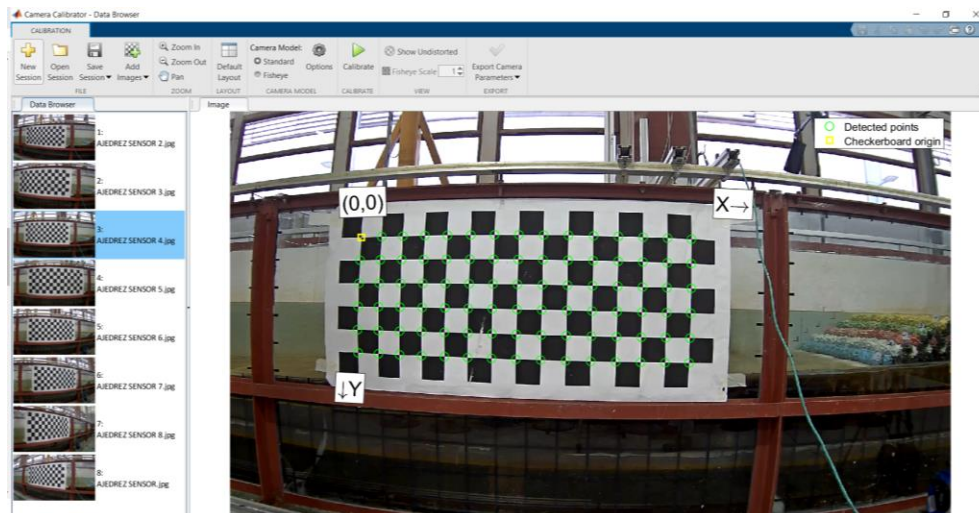 Camera Calibrator - Data Browser
CALIBRATION
New Session
Open Session
Save Session
Add Images
FILE
Zoom In
Zoom Out
Pan
ZOOM
Default Layout
LAYOUT
Camera Model:
Standard
Fisheye
Options
CAMERA MODEL
Calibrate
CALIBRATE
Show Undistorted
Fisheye Scale 1
VIEW
Export Camera Parameters
EXPORT
Data Browser
Image
1:
AJEDREZ SENSOR 2.jpg
2:
AJEDREZ SENSOR 3.jpg
3:
AJEDREZ SENSOR 4.jpg
4:
AJEDREZ SENSOR 5.jpg
5:
AJEDREZ SENSOR 6.jpg
6:
AJEDREZ SENSOR 7.jpg
7:
AJEDREZ SENSOR 8.jpg
8:
AJEDREZ SENSOR.jpg
Detected points
Checkerboard origin
(0,0)
X→
↓Y